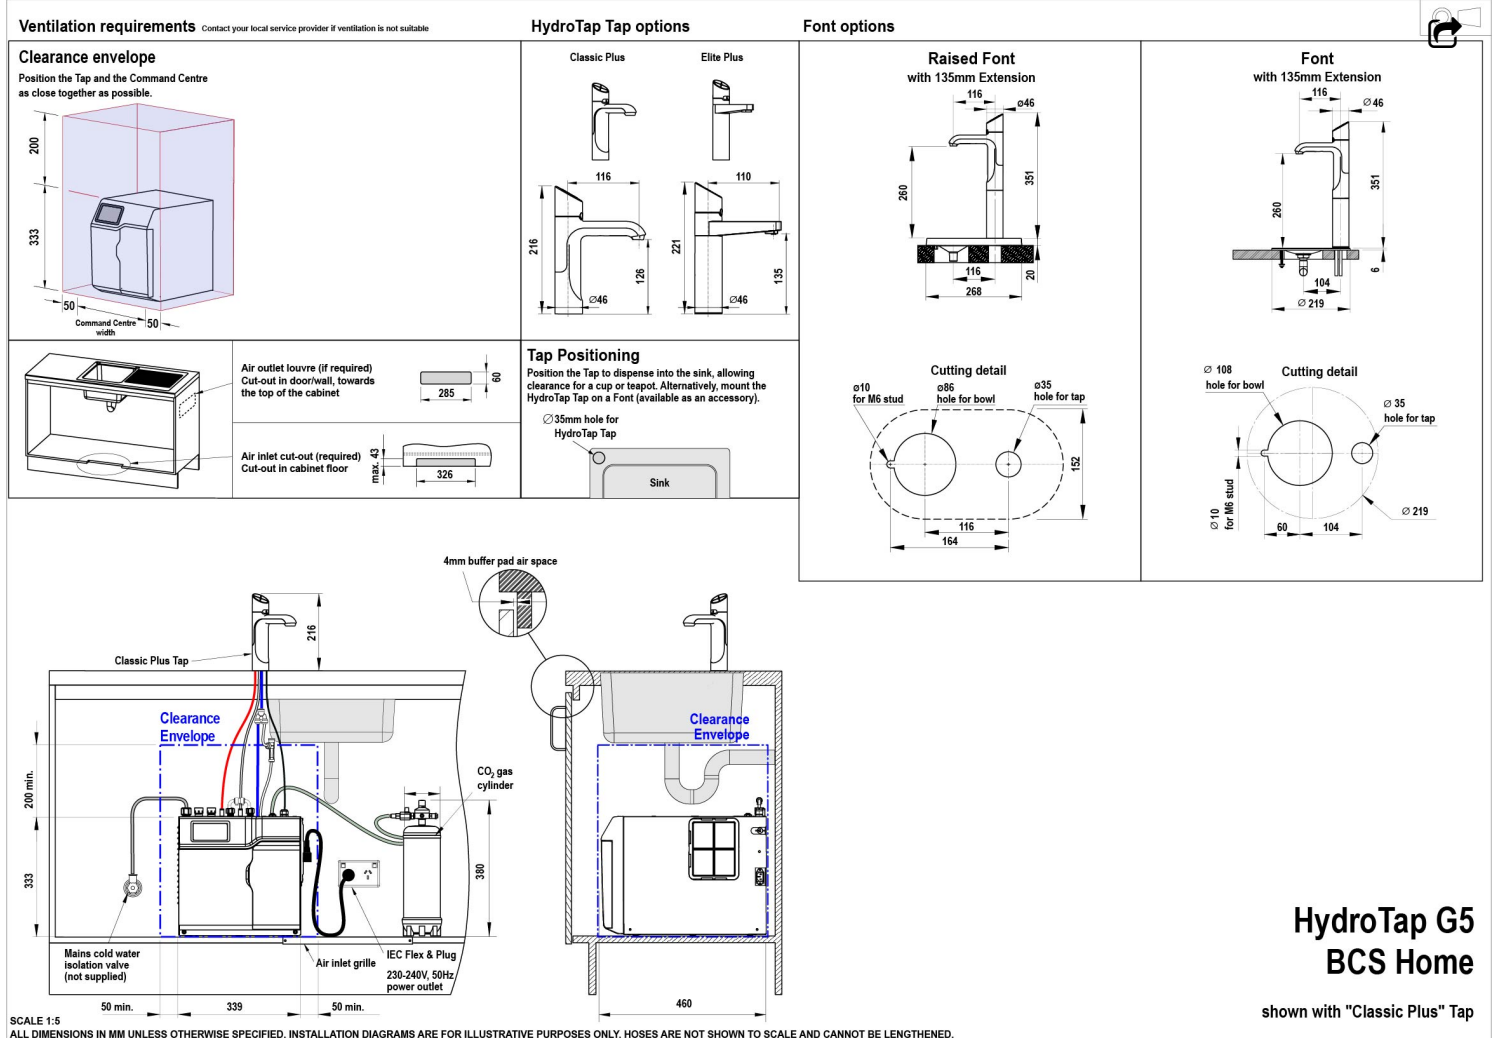 Ventilation requirements Contact your local service provider if ventilation is not suitable
HydroTap Tap options
Font options
Clearance envelope
Position the Tap and the Command Centre
as close together as possible.
200
333
50
Command Centre
width
50
Classic Plus
Elite Plus
116
110
216
221
126
135
Ø46
Ø46
Raised Font
with 135mm Extension
116
ø46
260
351
116
20
268
Font
with 135mm Extension
116
Ø 46
260
351
6
104
Ø 219
Air outlet louvre (if required)
Cut-out in door/wall, towards
the top of the cabinet
60
285
Air inlet cut-out (required)
Cut-out in cabinet floor
max. 43
326
Tap Positioning
Position the Tap to dispense into the sink, allowing
clearance for a cup or teapot. Alternatively, mount the
HydroTap Tap on a Font (available as an accessory).
Ø35mm hole for
HydroTap Tap
Sink
Cutting detail
ø10
for M6 stud
ø86
hole for bowl
ø35
hole for tap
152
116
164
Cutting detail
Ø 108
hole for bowl
Ø 35
hole for tap
Ø 10
for M6 stud
60
104
Ø 219
4mm buffer pad air space
216
Classic Plus Tap
Clearance
Envelope
200 min.
333
CO2 gas
cylinder
380
Mains cold water
isolation valve
(not supplied)
Air inlet grille
IEC Flex & Plug
230-240V, 50Hz
power outlet
50 min.
339
50 min.
Clearance
Envelope
460
HydroTap G5
BCS Home
shown with "Classic Plus" Tap
SCALE 1:5
ALL DIMENSIONS IN MM UNLESS OTHERWISE SPECIFIED. INSTALLATION DIAGRAMS ARE FOR ILLUSTRATIVE PURPOSES ONLY. HOSES ARE NOT SHOWN TO SCALE AND CANNOT BE LENGTHENED.